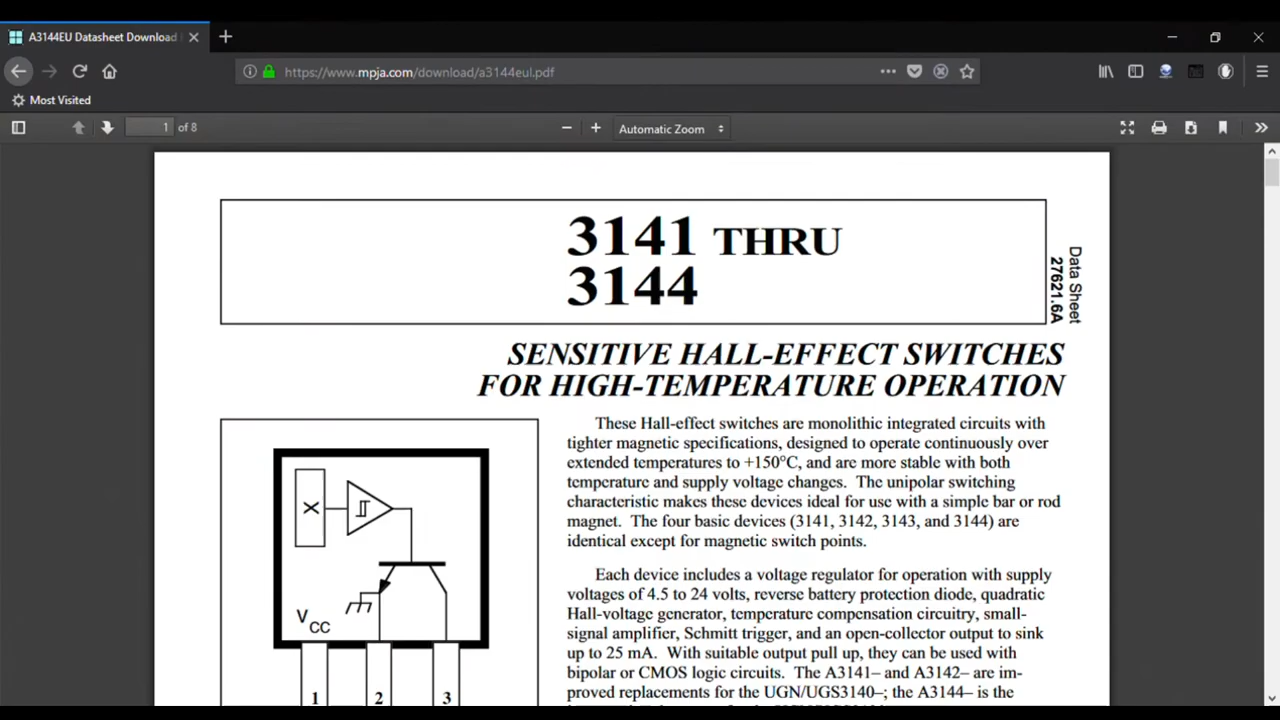 A3144EU Datasheet Download
https://www.mpja.com/download/a3144eul.pdf
Most Visited
1 of 8
Automatic Zoom
3141 THRU
3144
Data Sheet
27621.6A
SENSITIVE HALL-EFFECT SWITCHES
FOR HIGH-TEMPERATURE OPERATION
These Hall-effect switches are monolithic integrated circuits with
tighter magnetic specifications, designed to operate continuously over
extended temperatures to +150°C, and are more stable with both
temperature and supply voltage changes. The unipolar switching
characteristic makes these devices ideal for use with a simple bar or rod
magnet. The four basic devices (3141, 3142, 3143, and 3144) are
identical except for magnetic switch points.
Each device includes a voltage regulator for operation with supply
voltages of 4.5 to 24 volts, reverse battery protection diode, quadratic
Hall-voltage generator, temperature compensation circuitry, small-
signal amplifier, Schmitt trigger, and an open-collector output to sink
up to 25 mA. With suitable output pull up, they can be used with
bipolar or CMOS logic circuits. The A3141– and A3142– are im-
proved replacements for the UGN/UGS3140–; the A3144– is the
X
VCC
1 2 3